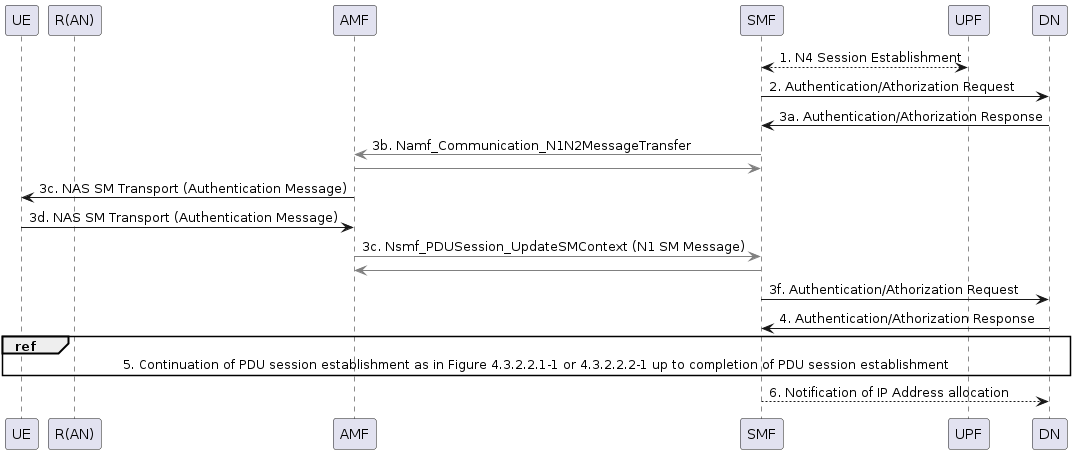 UE R(AN) AMF SMF UPF DN
1. N4 Session Establishment
2. Authentication/Athorization Request
3a. Authentication/Athorization Response
3b. Namf_Communication_N1N2MessageTransfer
3c. NAS SM Transport (Authentication Message)
3d. NAS SM Transport (Authentication Message)
3c. Nsmf_PDUSession_UpdateSMContext (N1 SM Message)
3f. Authentication/Athorization Request
4. Authentication/Athorization Response
ref
5. Continuation of PDU session establishment as in Figure 4.3.2.2.1-1 or 4.3.2.2.2-1 up to completion of PDU session establishment
6. Notification of IP Address allocation
UE R(AN) AMF SMF UPF DN